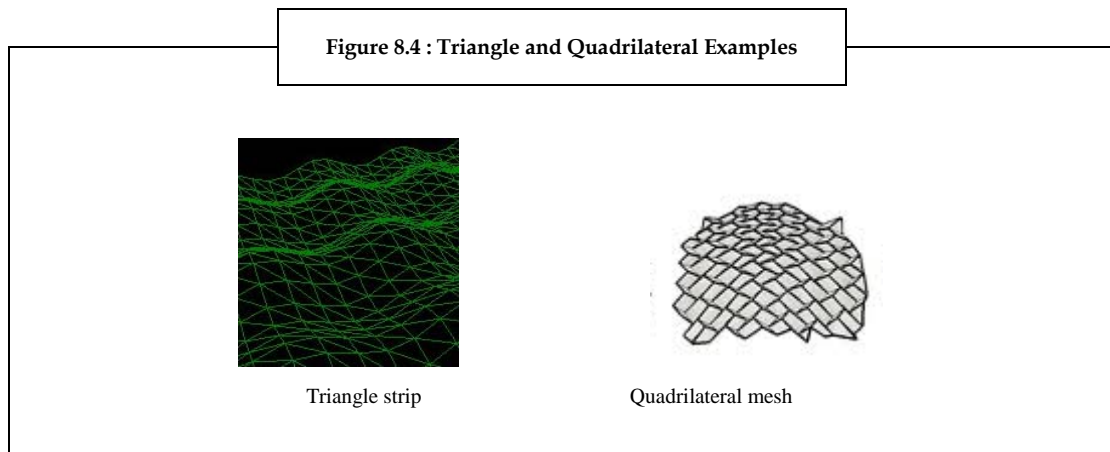 Figure 8.4 : Triangle and Quadrilateral Examples
Triangle strip
Quadrilateral mesh